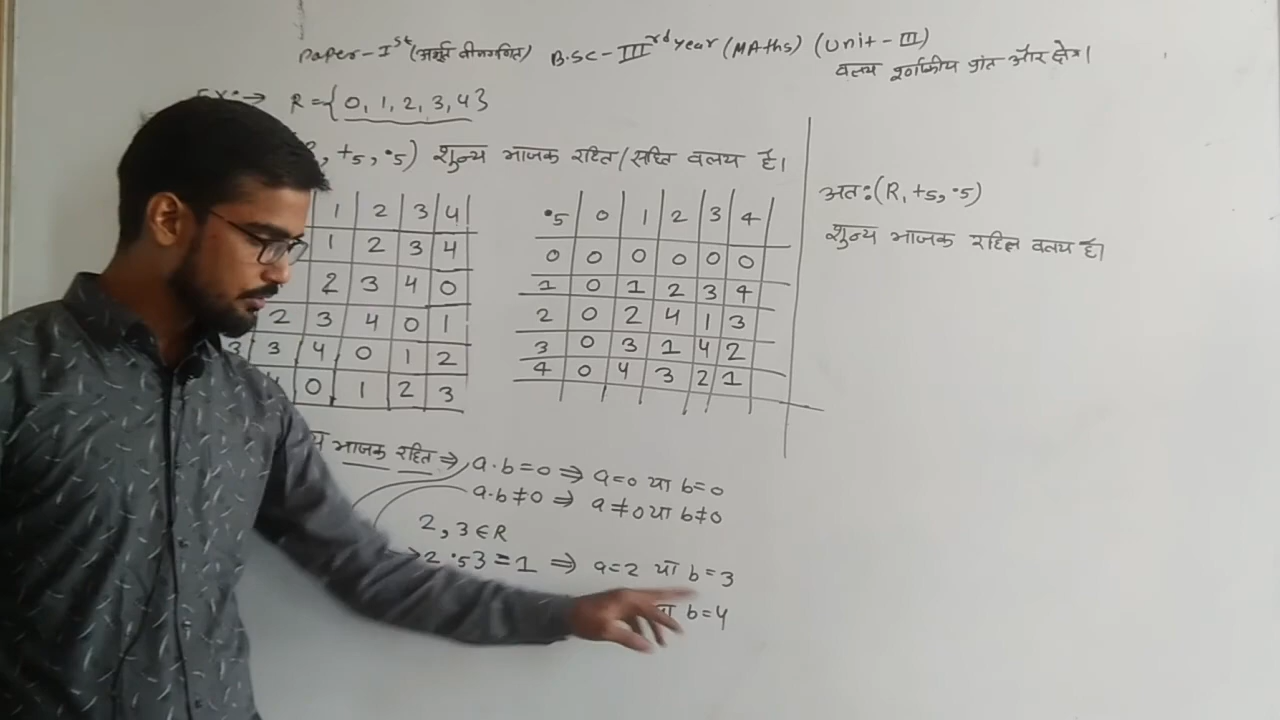 Paper-Ist (अमूर्त बीजगणित) B.Sc-IIIrd year (MAths) (Unit-III)
वलय पूर्णांकीय प्रांत और क्षेत्र।
Ex:→ R={0, 1, 2, 3, 4}
, +5, •5) शून्य भाजक रहित/सहित वलय है।
1 2 3 4
1 2 3 4
2 3 4 0
2 3 4 0 1
3 3 4 0 1 2
4 0 1 2 3
•5 0 1 2 3 4
0 0 0 0 0 0
1 0 1 2 3 4
2 0 2 4 1 3
3 0 3 1 4 2
4 0 4 3 2 1
अतः (R, +5, •5)
शून्य भाजक रहित वलय है।
भाजक रहित ⇒ a·b=0 ⇒ a=0 या b=0
a·b≠0 ⇒ a≠0 या b≠0
2, 3∈R
2 •5 3 = 1 ⇒ a=2 या b=3
या b=4